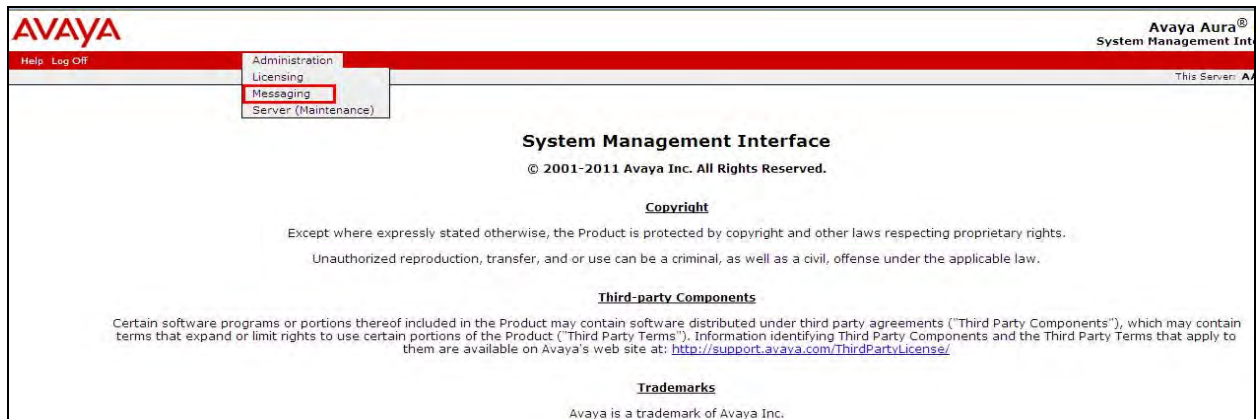 AVAYA
Avaya Aura®
System Management Int
Help Log Off
Administration
Licensing
Messaging
Server (Maintenance)
This Server: AA
System Management Interface
© 2001-2011 Avaya Inc. All Rights Reserved.
Copyright
Except where expressly stated otherwise, the Product is protected by copyright and other laws respecting proprietary rights.
Unauthorized reproduction, transfer, and or use can be a criminal, as well as a civil, offense under the applicable law.
Third-party Components
Certain software programs or portions thereof included in the Product may contain software distributed under third party agreements ("Third Party Components"), which may contain
terms that expand or limit rights to use certain portions of the Product ("Third Party Terms"). Information identifying Third Party Components and the Third Party Terms that apply to
them are available on Avaya's web site at: http://support.avaya.com/ThirdPartyLicense/
Trademarks
Avaya is a trademark of Avaya Inc.